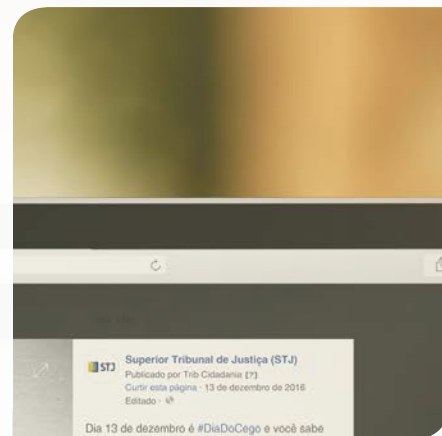 STJ
Superior Tribunal de Justiça (STJ)
Publicado por Trib Cidadania [?]
Curtir esta página · 13 de dezembro de 2016
Editado ·
Dia 13 de dezembro é #DiaDoCego e você sabe